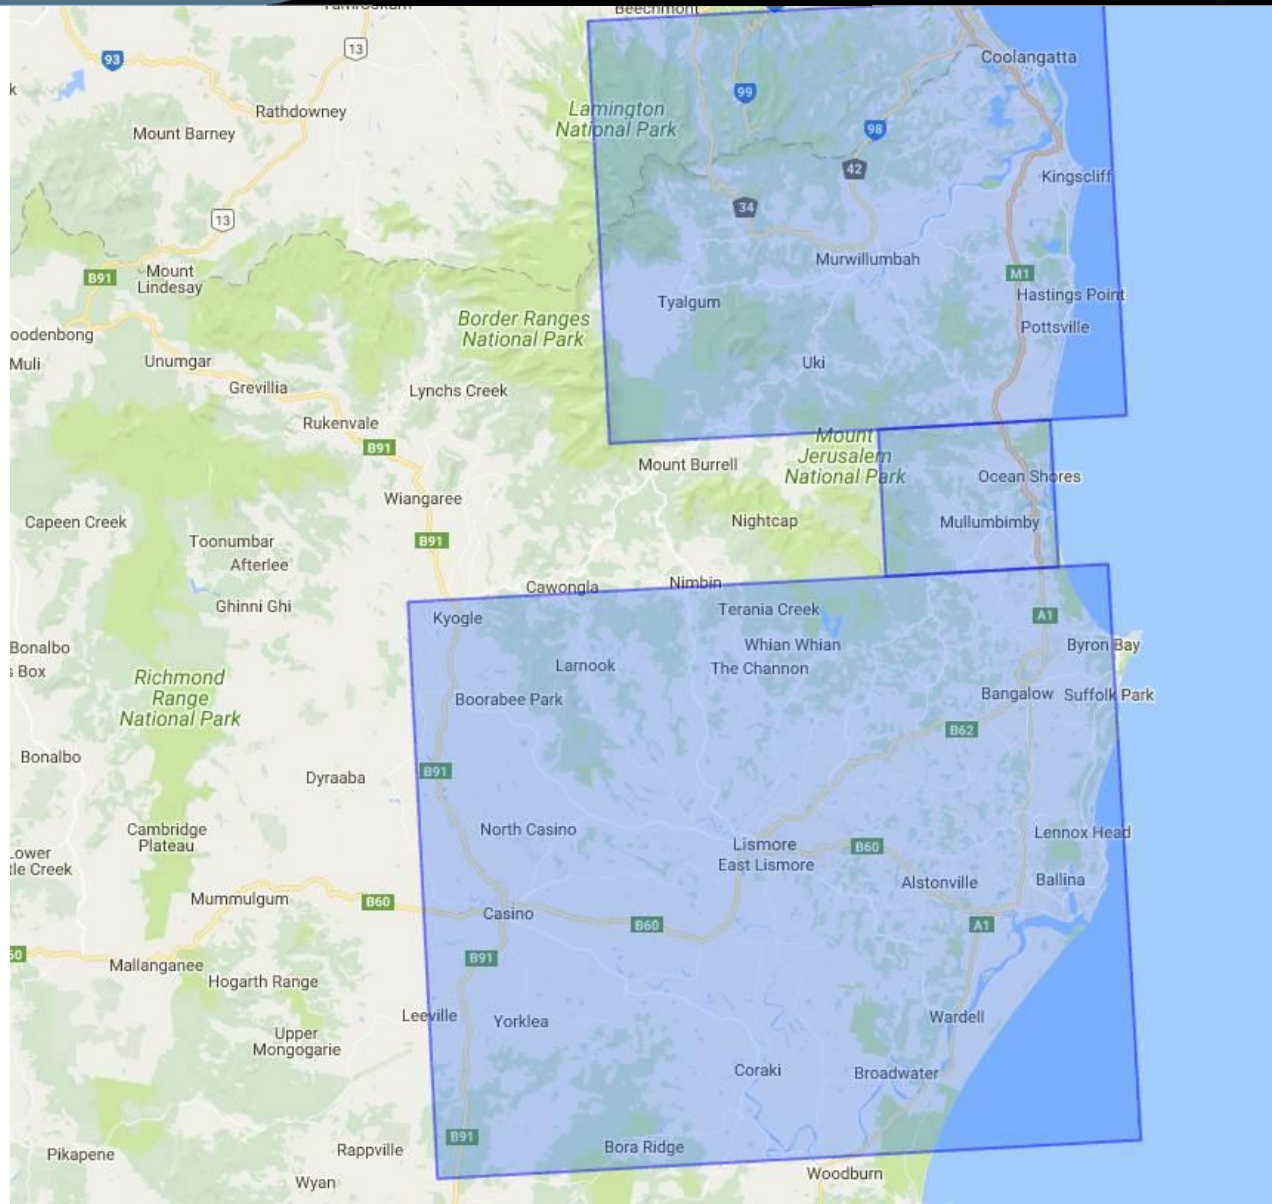 Beechmont
93
13
Coolangatta
k
99
Rathdowney
Lamington
National Park
Mount Barney
98
42
Kingscliff
34
13
Murwillumbah
B91
Mount
Lindesay
M1
Tyalgum
Hastings Point
Border Ranges
National Park
Pottsville
oodenbong
Muli
Unumgar
Uki
Grevillia
Lynchs Creek
Rukenvale
B91
Mount
Jerusalem
National Park
Mount Burrell
Ocean Shores
Wiangaree
Capeen Creek
Nightcap
Mullumbimby
Toonumbar
B91
Afterlee
Cawongla
Nimbin
Ghinni Ghi
Kyogle
Terania Creek
A1
Bonalbo
Whian Whian
Byron Bay
s Box
Larnook
The Channon
Richmond
Range
National Park
Boorabee Park
Bangalow
Suffolk Park
B62
Bonalbo
B91
Dyraaba
Cambridge
Plateau
North Casino
Lennox Head
Lismore
B60
East Lismore
Lower
tle Creek
Alstonville
Ballina
Mummulgum
B60
Casino
B60
A1
60
B91
Mallanganee
Hogarth Range
Leeville
Yorklea
Wardell
Upper
Mongogarie
Coraki
Broadwater
B91
Bora Ridge
Pikapene
Rappville
Woodburn
Wyan